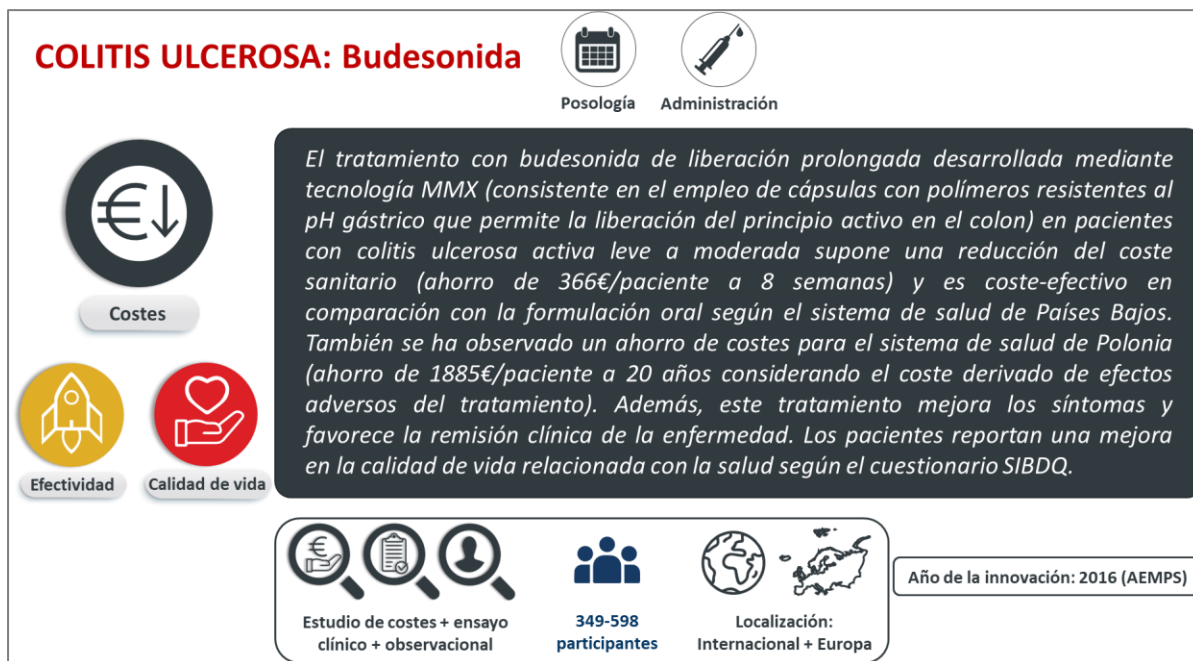 COLITIS ULCEROSA: Budesonida
Posología
Administración
€
Costes
Efectividad
Calidad de vida
El tratamiento con budesonida de liberación prolongada desarrollada mediante
tecnología MMX (consistente en el empleo de cápsulas con polímeros resistentes al
pH gástrico que permite la liberación del principio activo en el colon) en pacientes
con colitis ulcerosa activa leve a moderada supone una reducción del coste
sanitario (ahorro de 366€/paciente a 8 semanas) y es coste-efectivo en
comparación con la formulación oral según el sistema de salud de Países Bajos.
También se ha observado un ahorro de costes para el sistema de salud de Polonia
(ahorro de 1885€/paciente a 20 años considerando el coste derivado de efectos
adversos del tratamiento). Además, este tratamiento mejora los síntomas y
favorece la remisión clínica de la enfermedad. Los pacientes reportan una mejora
en la calidad de vida relacionada con la salud según el cuestionario SIBDQ.
€
Estudio de costes + ensayo
clínico + observacional
349-598
participantes
Localización:
Internacional + Europa
Año de la innovación: 2016 (AEMPS)